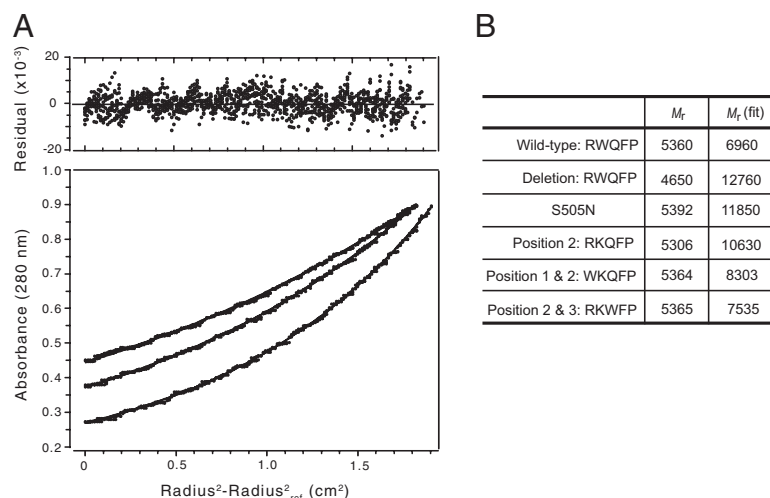 A
B
Residual (x10⁻³)
20
0
-20
Absorbance (280 nm)
1.0
0.9
0.8
0.7
0.6
0.5
0.4
0.3
0.2
0
0.5
1.0
1.5
Radius²-Radius²ref (cm²)
Mr Mr (fit)
Wild-type: RWQFP 5360 6960
Deletion: RWQFP 4650 12760
S505N 5392 11850
Position 2: RKQFP 5306 10630
Position 1 & 2: WKQFP 5364 8303
Position 2 & 3: RKWFP 5365 7535